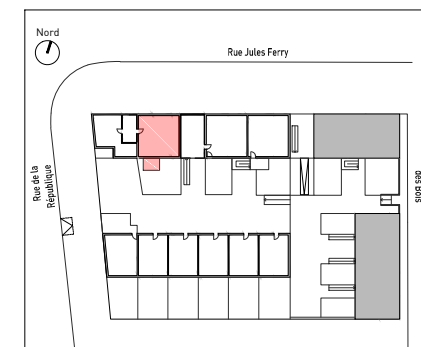 Nord
Rue Jules Ferry
Rue de la
République
des Bois